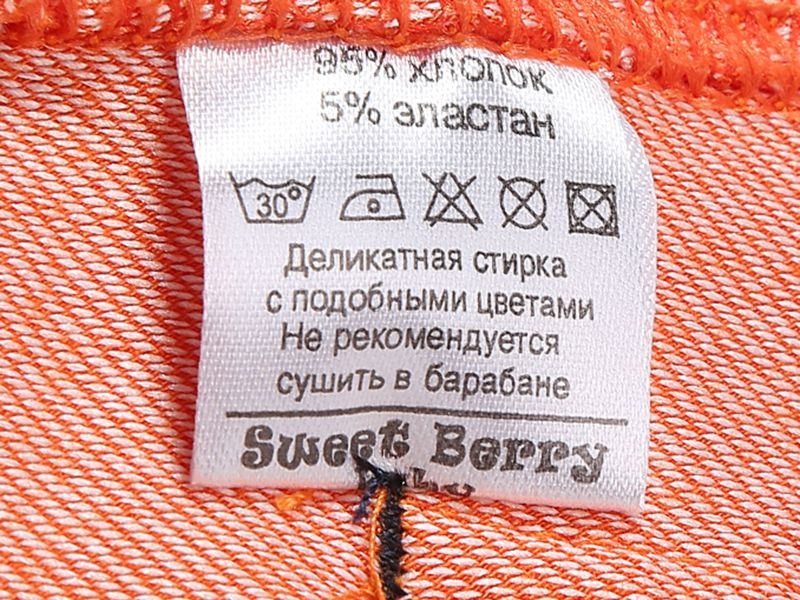 95% хлопок
5% эластан
30°
Деликатная стирка
с подобными цветами
Не рекомендуется
сушить в барабане
Sweet Berry